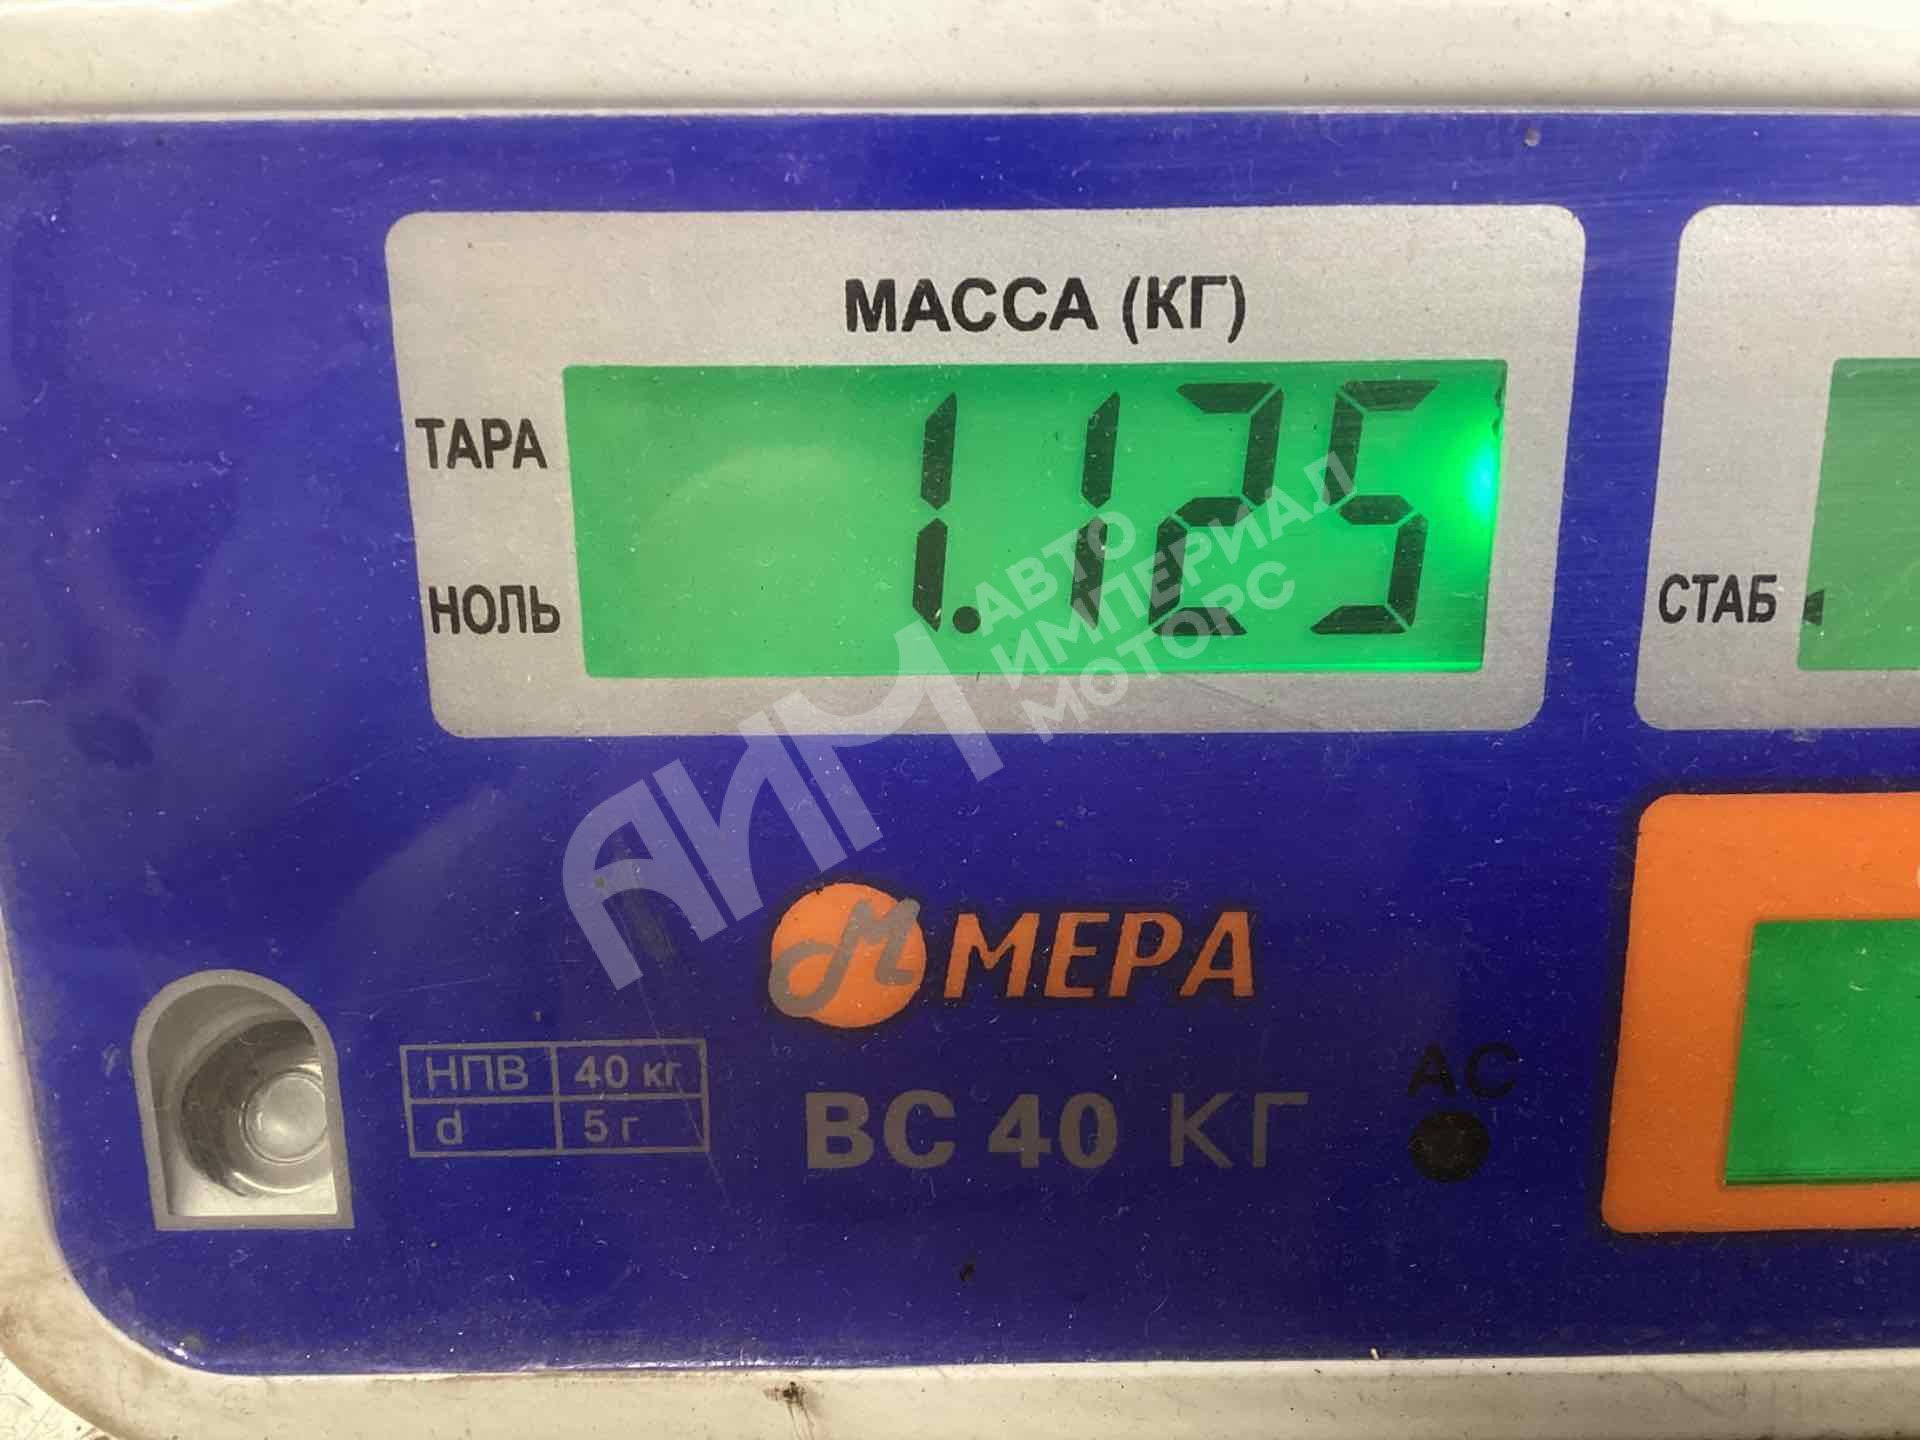 МАССА (КГ)
ТАРА
1.125
НОЛЬ
СТАБ
АИМ
АВТО
ИМПЕРИАЛ
МОТОРС
М МЕРА
НПВ 40 кг
d 5 г
ВС 40 КГ
AC